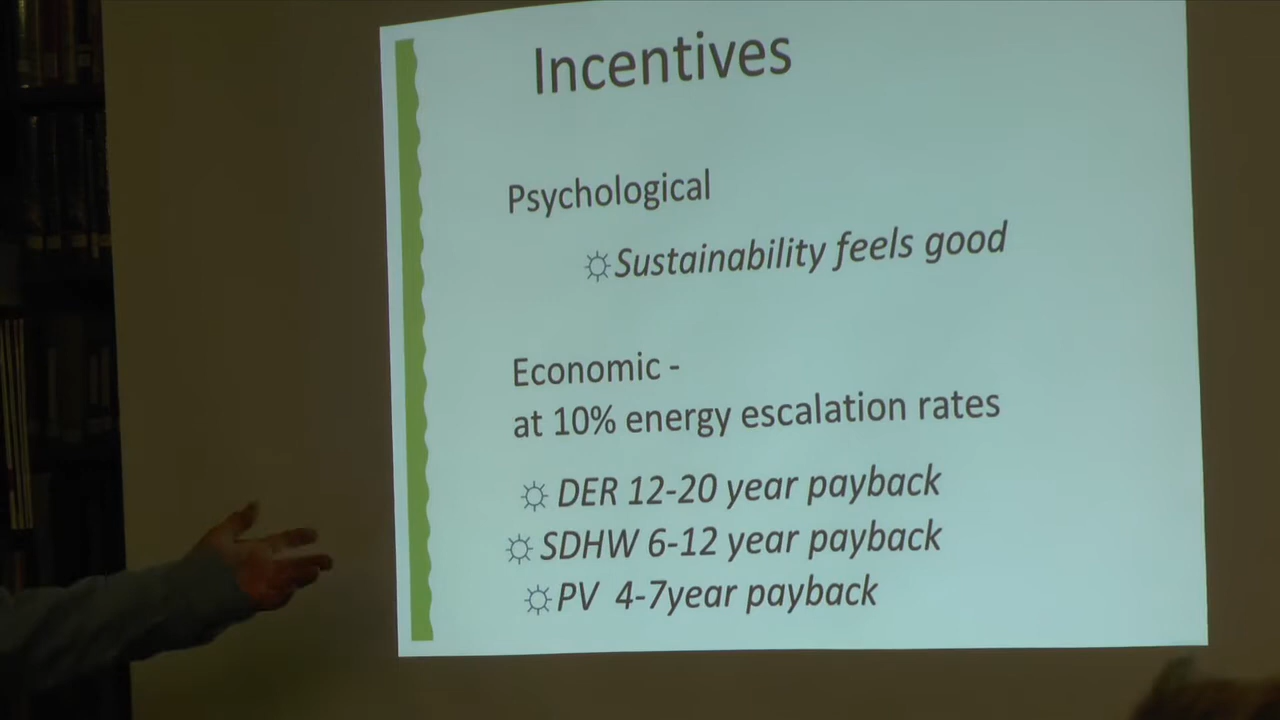 Incentives
Psychological
Sustainability feels good
Economic -
at 10% energy escalation rates
DER 12-20 year payback
SDHW 6-12 year payback
PV 4-7year payback